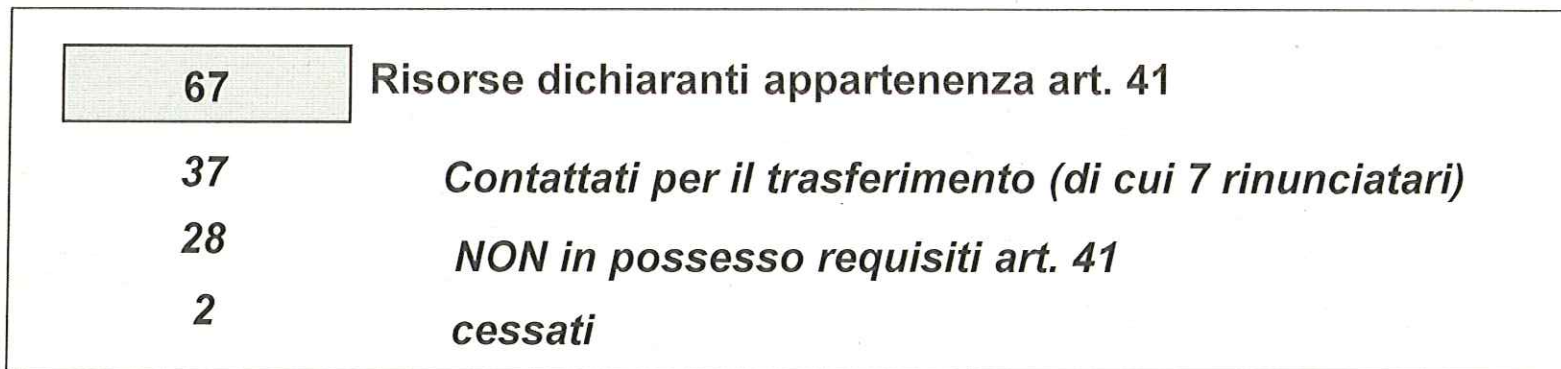 67 Risorse dichiaranti appartenenza art. 41
37 Contattati per il trasferimento (di cui 7 rinunciatari)
28 NON in possesso requisiti art. 41
2 cessati